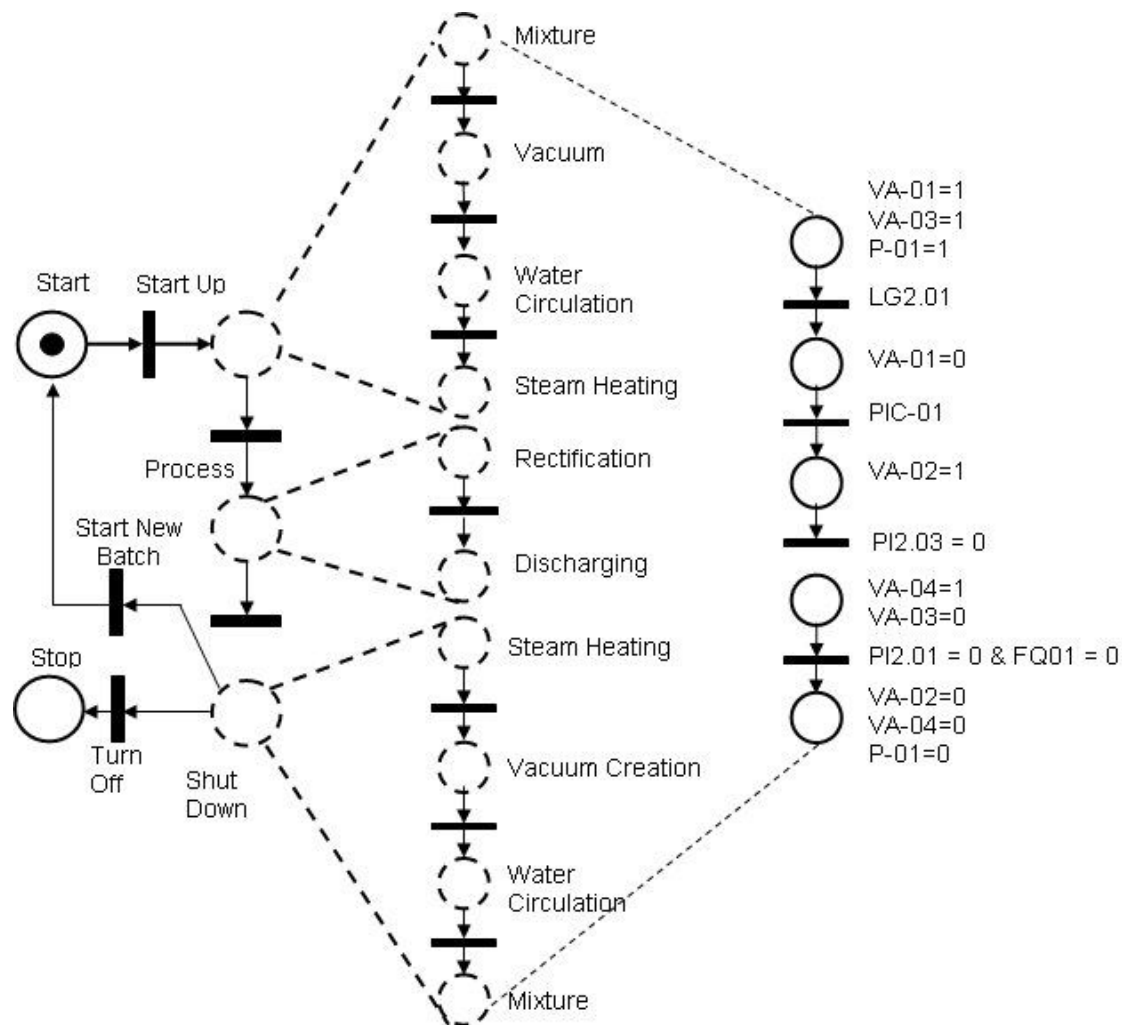 Start
Start Up
Process
Start New
Batch
Stop
Turn
Off
Shut
Down
Mixture
Vacuum
Water
Circulation
Steam Heating
Rectification
Discharging
Steam Heating
Vacuum Creation
Water
Circulation
Mixture
VA-01=1
VA-03=1
P-01=1
LG2.01
VA-01=0
PIC-01
VA-02=1
PI2.03 = 0
VA-04=1
VA-03=0
PI2.01 = 0 & FQ01 = 0
VA-02=0
VA-04=0
P-01=0